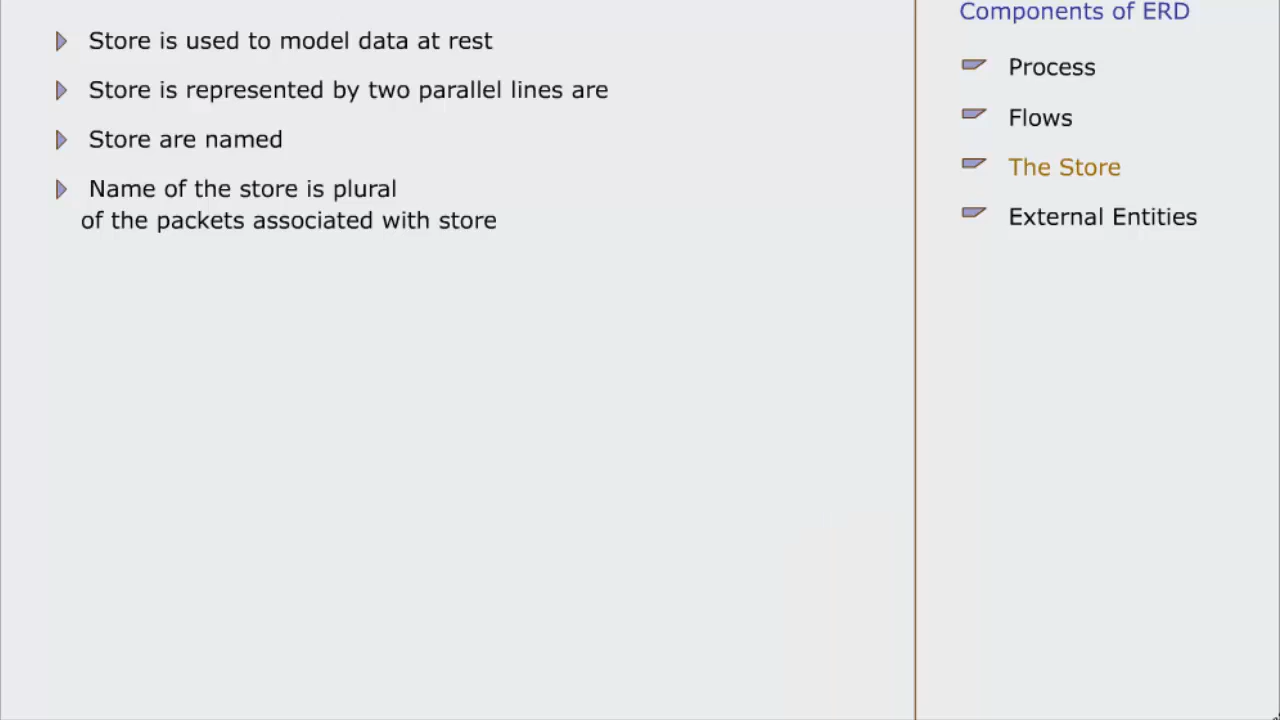 Store is used to model data at rest
Store is represented by two parallel lines are
Store are named
Name of the store is plural
of the packets associated with store
Components of ERD
Process
Flows
The Store
External Entities